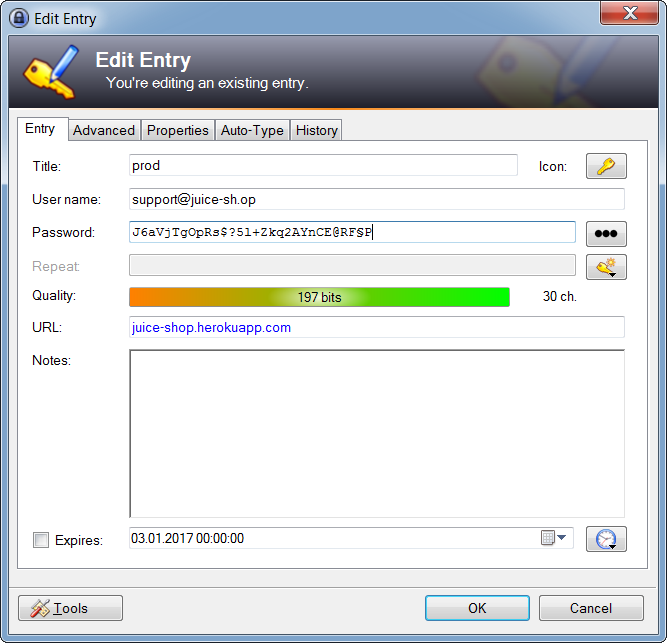 Edit Entry
Edit Entry
You're editing an existing entry.
Entry Advanced Properties Auto-Type History
Title: prod Icon:
User name: support@juice-sh.op
Password: J6aVjTgOpRs$?5l+Zkq2AYnCE@RF§P
Repeat:
Quality: 197 bits 30 ch.
URL: juice-shop.herokuapp.com
Notes:
Expires: 03.01.2017 00:00:00
Tools OK Cancel